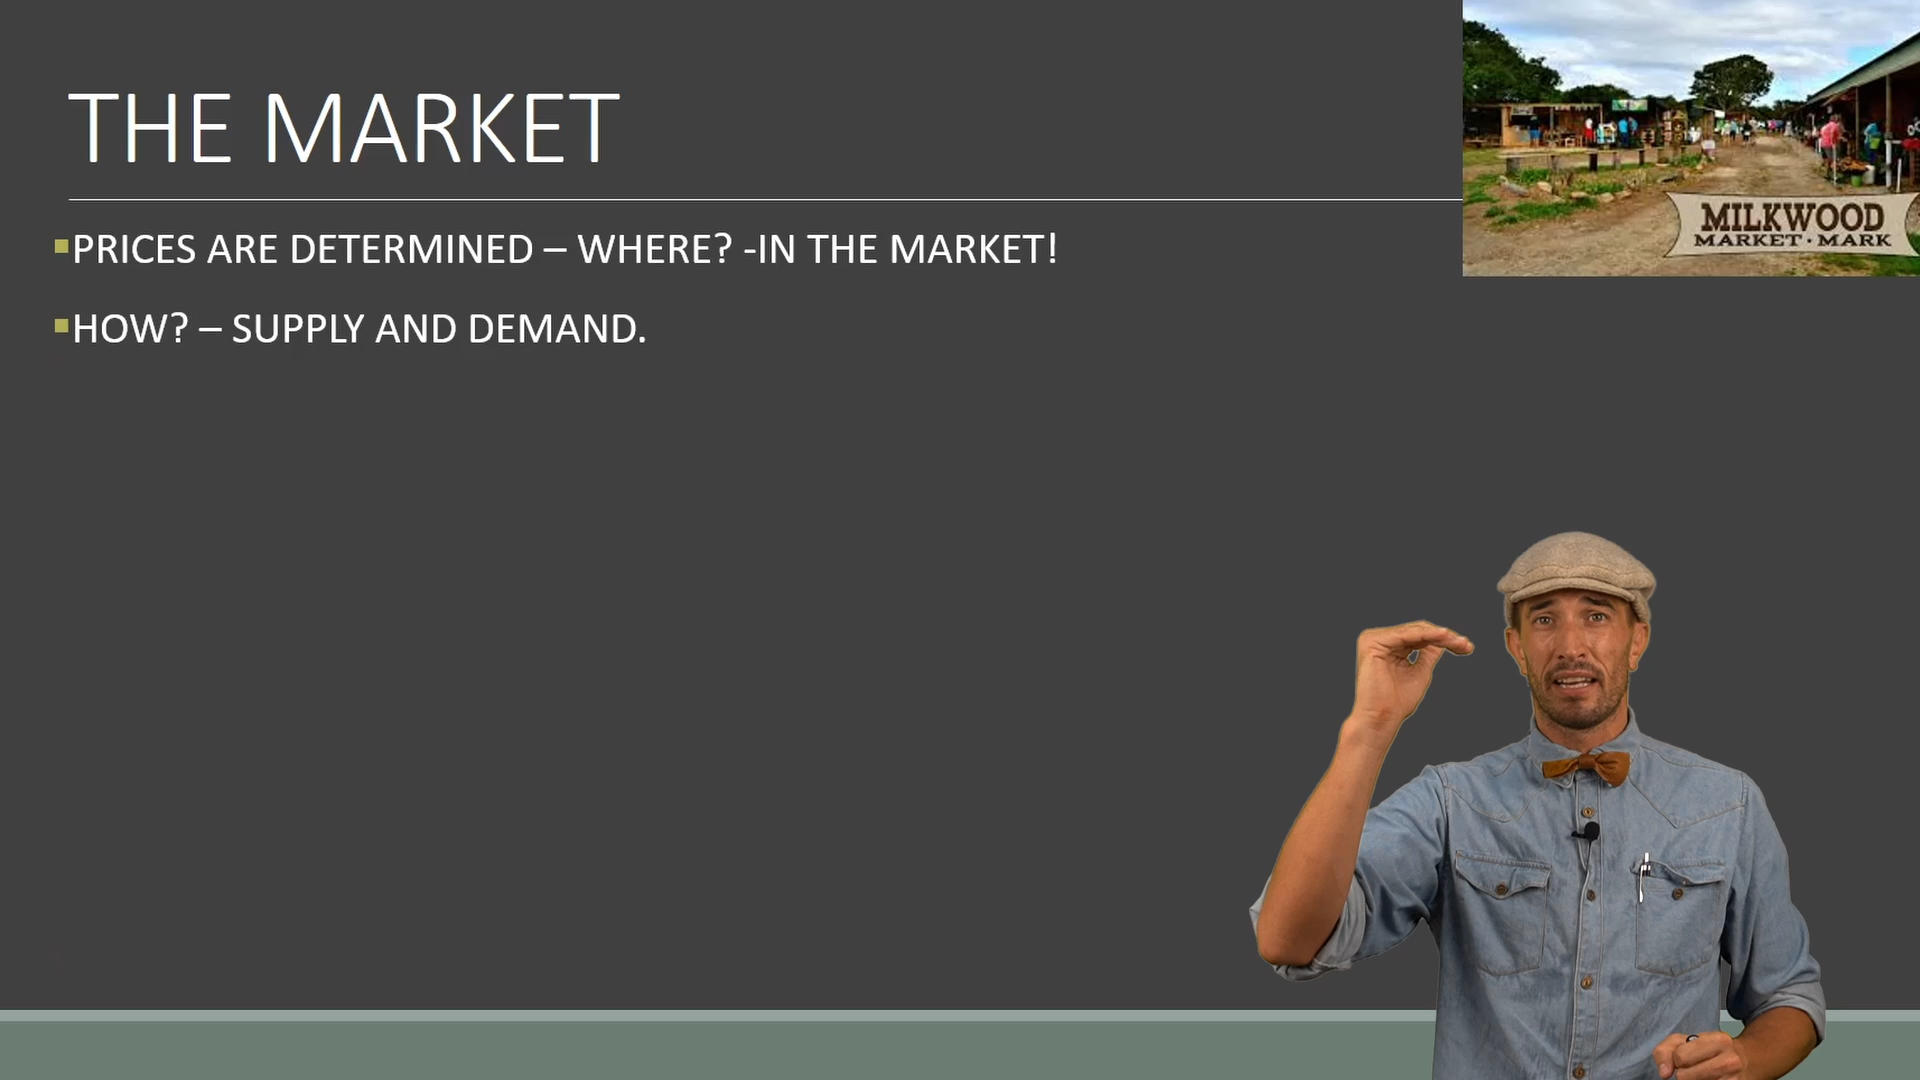 THE MARKET
▪PRICES ARE DETERMINED – WHERE? -IN THE MARKET!
▪HOW? – SUPPLY AND DEMAND.
MILKWOOD
MARKET · MARK